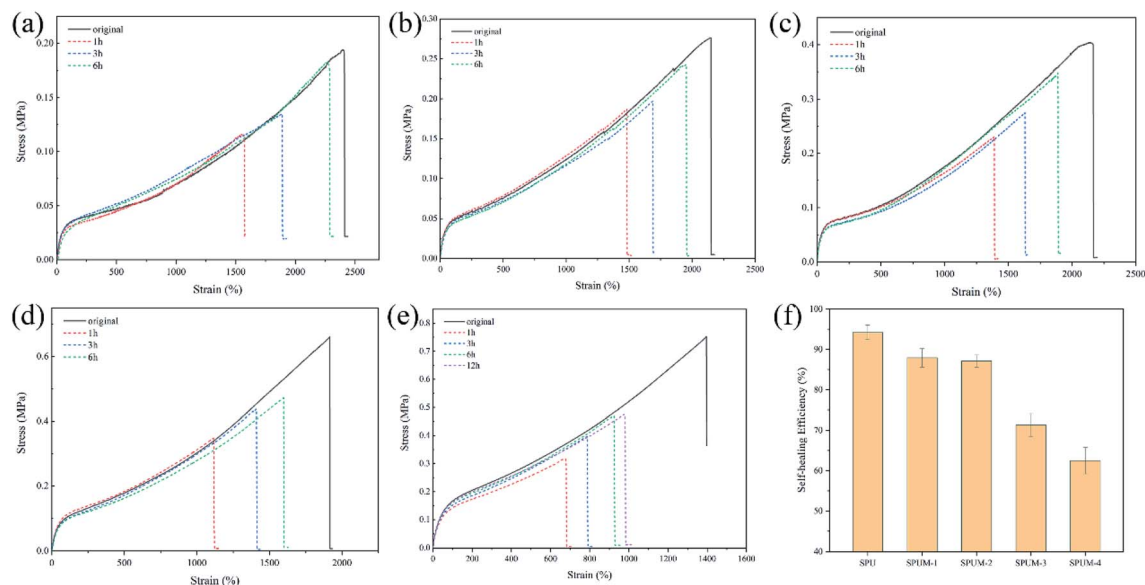 (a)
original
1h
3h
6h
0.20
0.15
0.10
0.05
0.00
Stress (MPa)
0 500 1000 1500 2000 2500
Strain (%)
(b)
original
1h
3h
6h
0.30
0.25
0.20
0.15
0.10
0.05
0.00
Stress (MPa)
0 500 1000 1500 2000 2500
Strain (%)
(c)
original
1h
3h
6h
0.4
0.3
0.2
0.1
0.0
Stress (MPa)
0 500 1000 1500 2000 2500
Strain (%)
(d)
original
1h
3h
6h
0.6
0.4
0.2
0.0
Stress (MPa)
0 500 1000 1500 2000
Strain (%)
(e)
original
1h
3h
6h
12h
0.8
0.7
0.6
0.5
0.4
0.3
0.2
0.1
0.0
Stress (MPa)
0 200 400 600 800 1000 1200 1400 1600
Strain (%)
(f)
100
90
80
70
60
50
40
Self-healing Efficiency (%)
SPU SPUM-1 SPUM-2 SPUM-3 SPUM-4